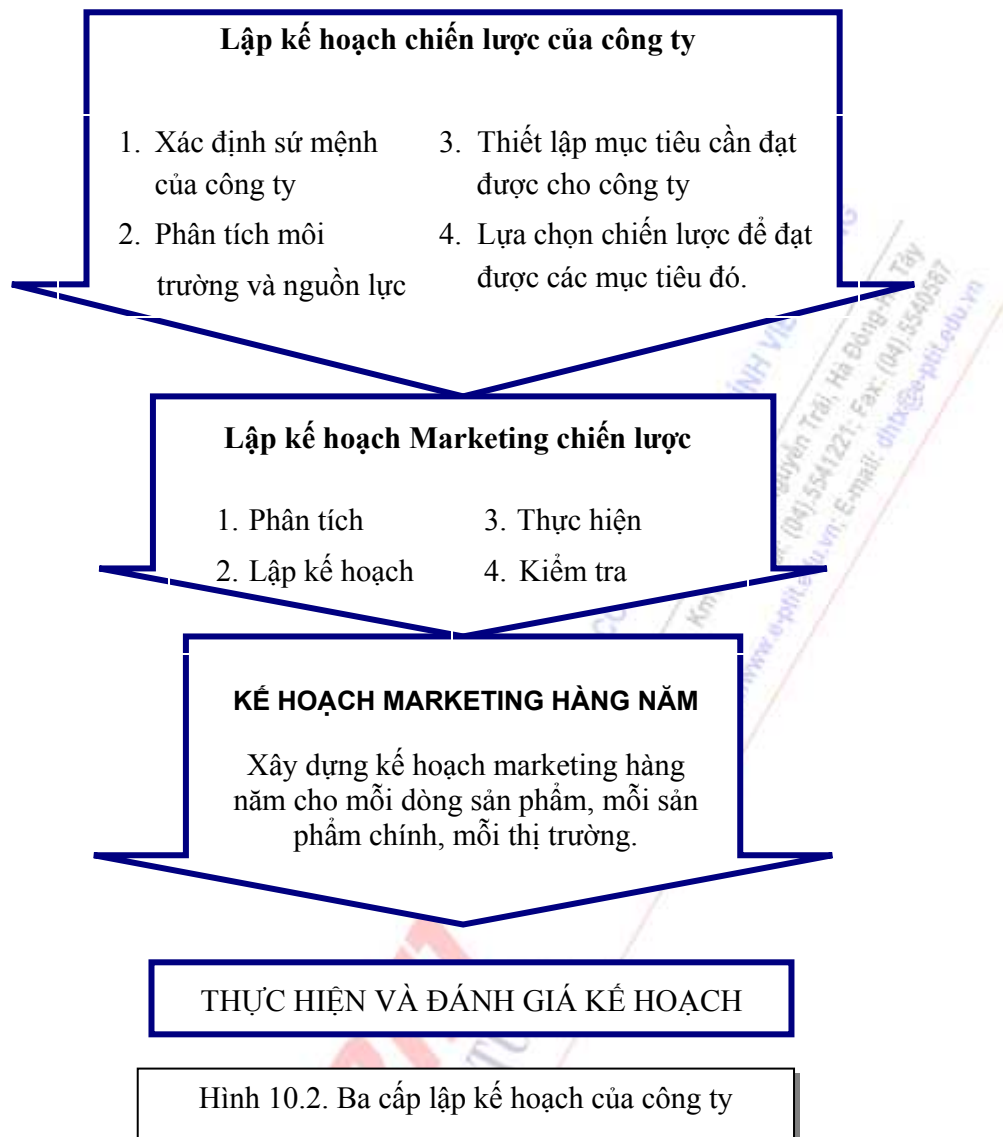 Lập kế hoạch chiến lược của công ty
1. Xác định sứ mệnh
của công ty
2. Phân tích môi
trường và nguồn lực
3. Thiết lập mục tiêu cần đạt
được cho công ty
4. Lựa chọn chiến lược để đạt
được các mục tiêu đó.
Lập kế hoạch Marketing chiến lược
1. Phân tích
2. Lập kế hoạch
3. Thực hiện
4. Kiểm tra
KẾ HOẠCH MARKETING HÀNG NĂM
Xây dựng kế hoạch marketing hàng
năm cho mỗi dòng sản phẩm, mỗi sản
phẩm chính, mỗi thị trường.
THỰC HIỆN VÀ ĐÁNH GIÁ KẾ HOẠCH
Hình 10.2. Ba cấp lập kế hoạch của công ty